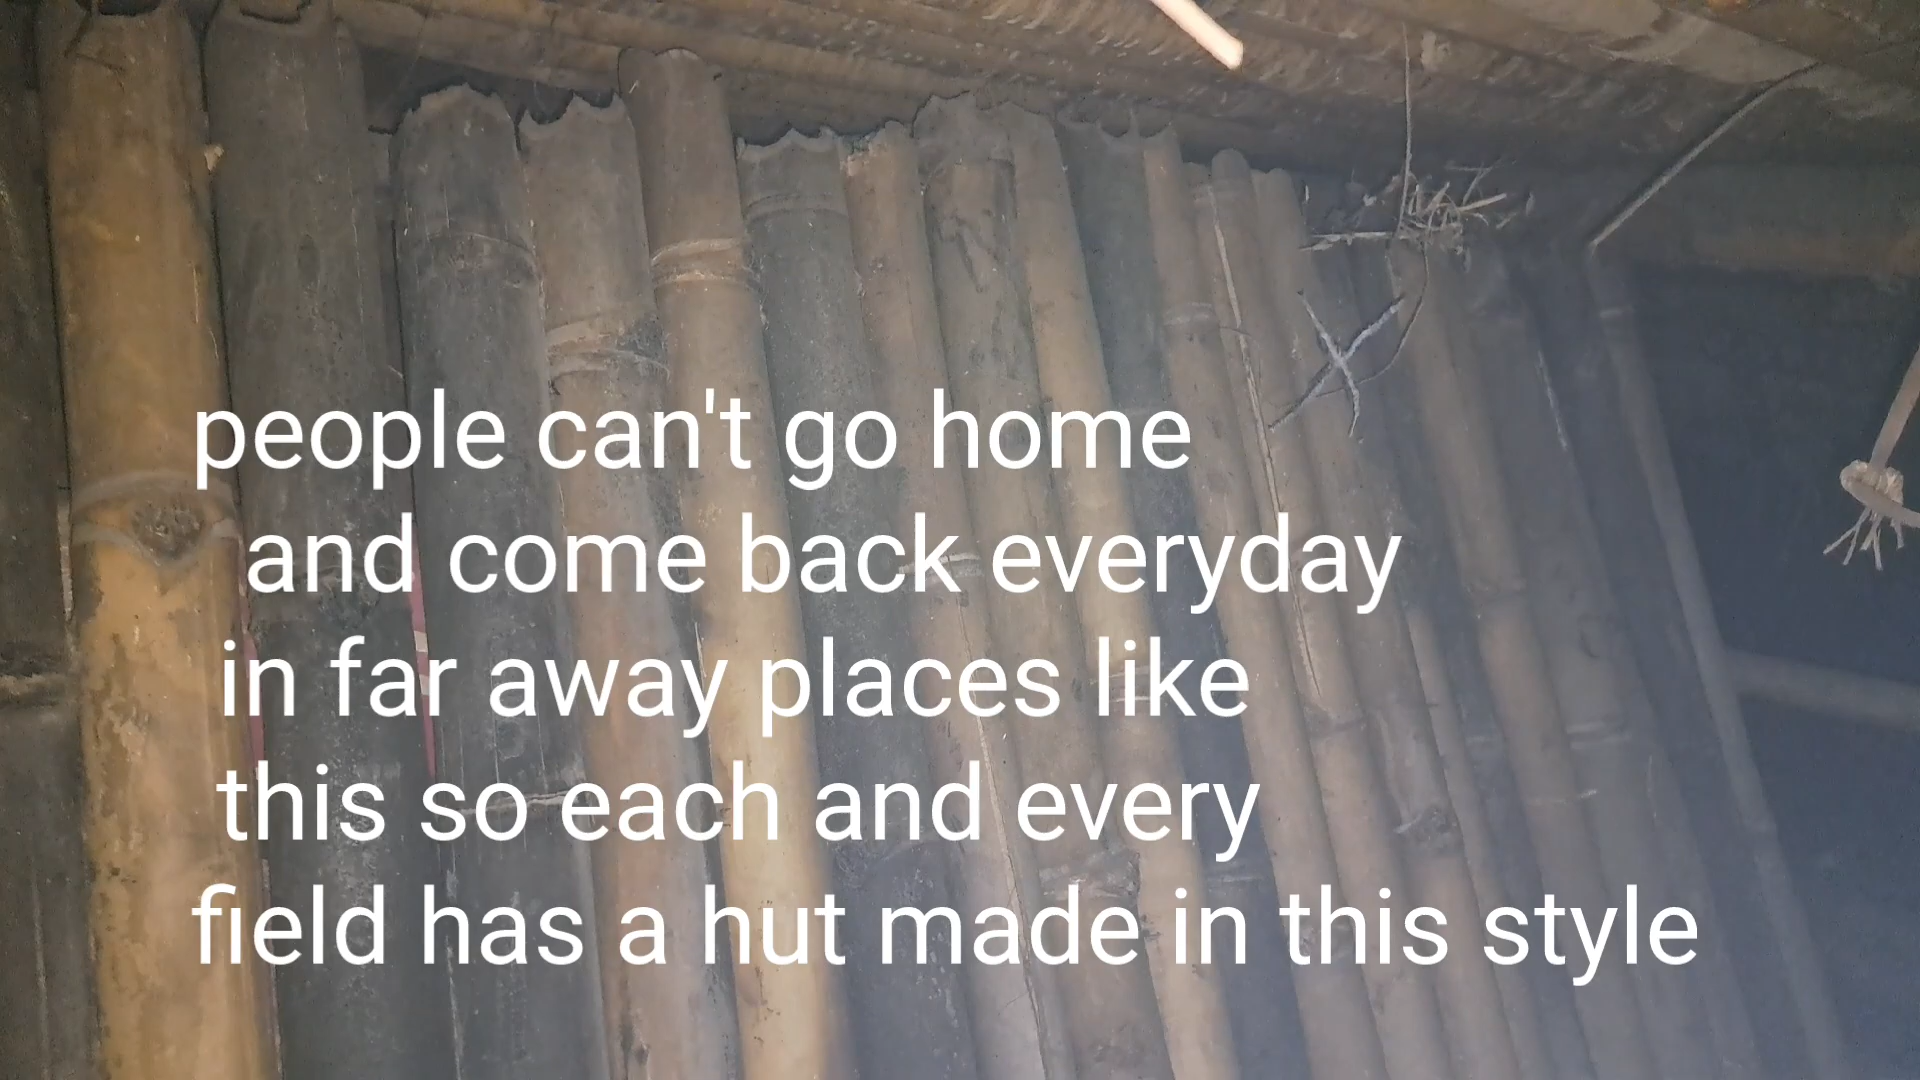 people can't go home
and come back everyday
in far away places like
this so each and every
field has a hut made in this style